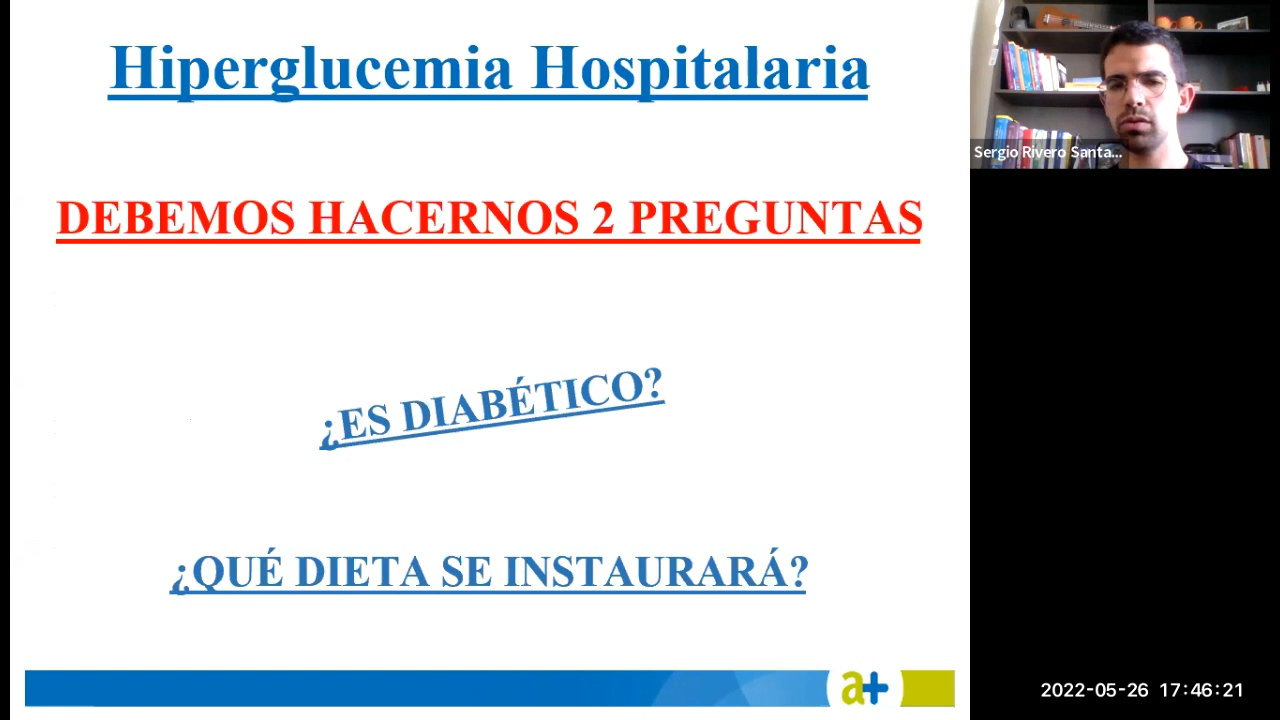 Hiperglucemia Hospitalaria
Sergio Rivero Santa...
DEBEMOS HACERNOS 2 PREGUNTAS
¿ES DIABÉTICO?
¿QUÉ DIETA SE INSTAURARÁ?
a+
2022-05-26 17:46:21